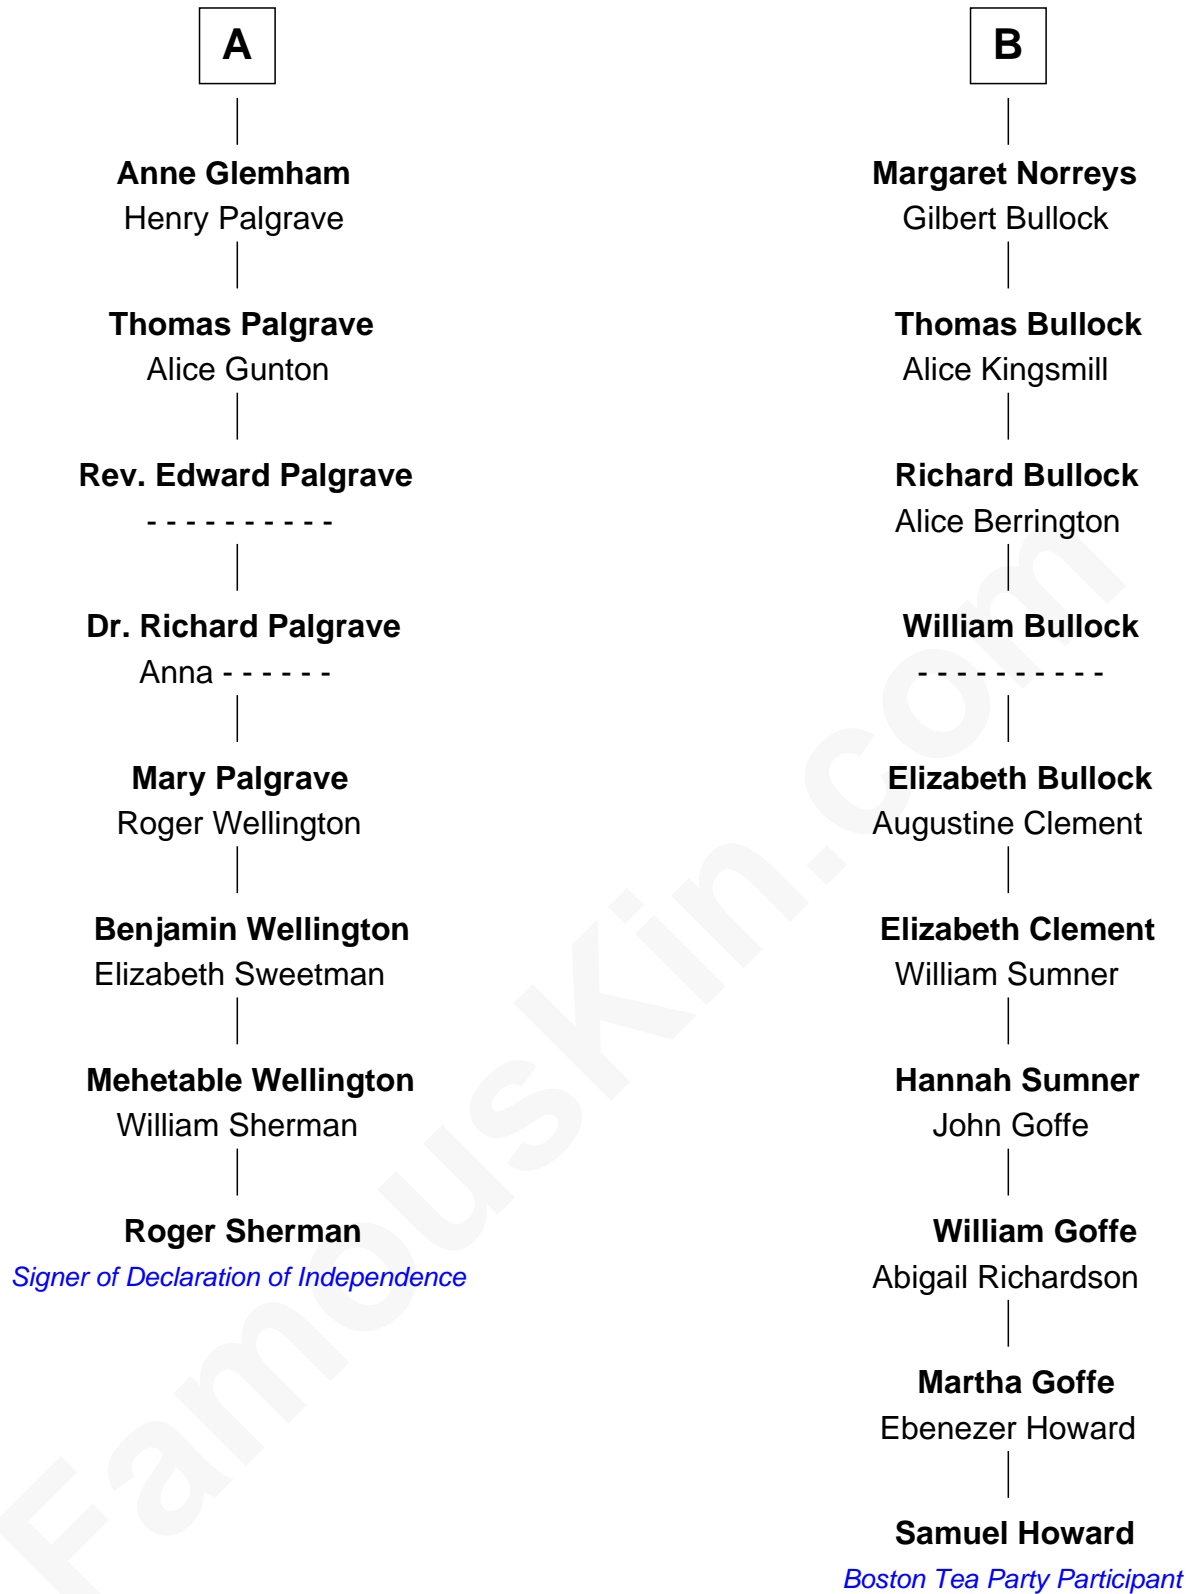 A
Anne Glemham
Henry Palgrave
Thomas Palgrave
Alice Gunton
Rev. Edward Palgrave
- - - - - - - - - -
Dr. Richard Palgrave
Anna - - - - - -
Mary Palgrave
Roger Wellington
Benjamin Wellington
Elizabeth Sweetman
Mehetable Wellington
William Sherman
Roger Sherman
Signer of Declaration of Independence
B
Margaret Norreys
Gilbert Bullock
Thomas Bullock
Alice Kingsmill
Richard Bullock
Alice Berrington
William Bullock
- - - - - - - - - -
Elizabeth Bullock
Augustine Clement
Elizabeth Clement
William Sumner
Hannah Sumner
John Goffe
William Goffe
Abigail Richardson
Martha Goffe
Ebenezer Howard
Samuel Howard
Boston Tea Party Participant
FamousKin.com